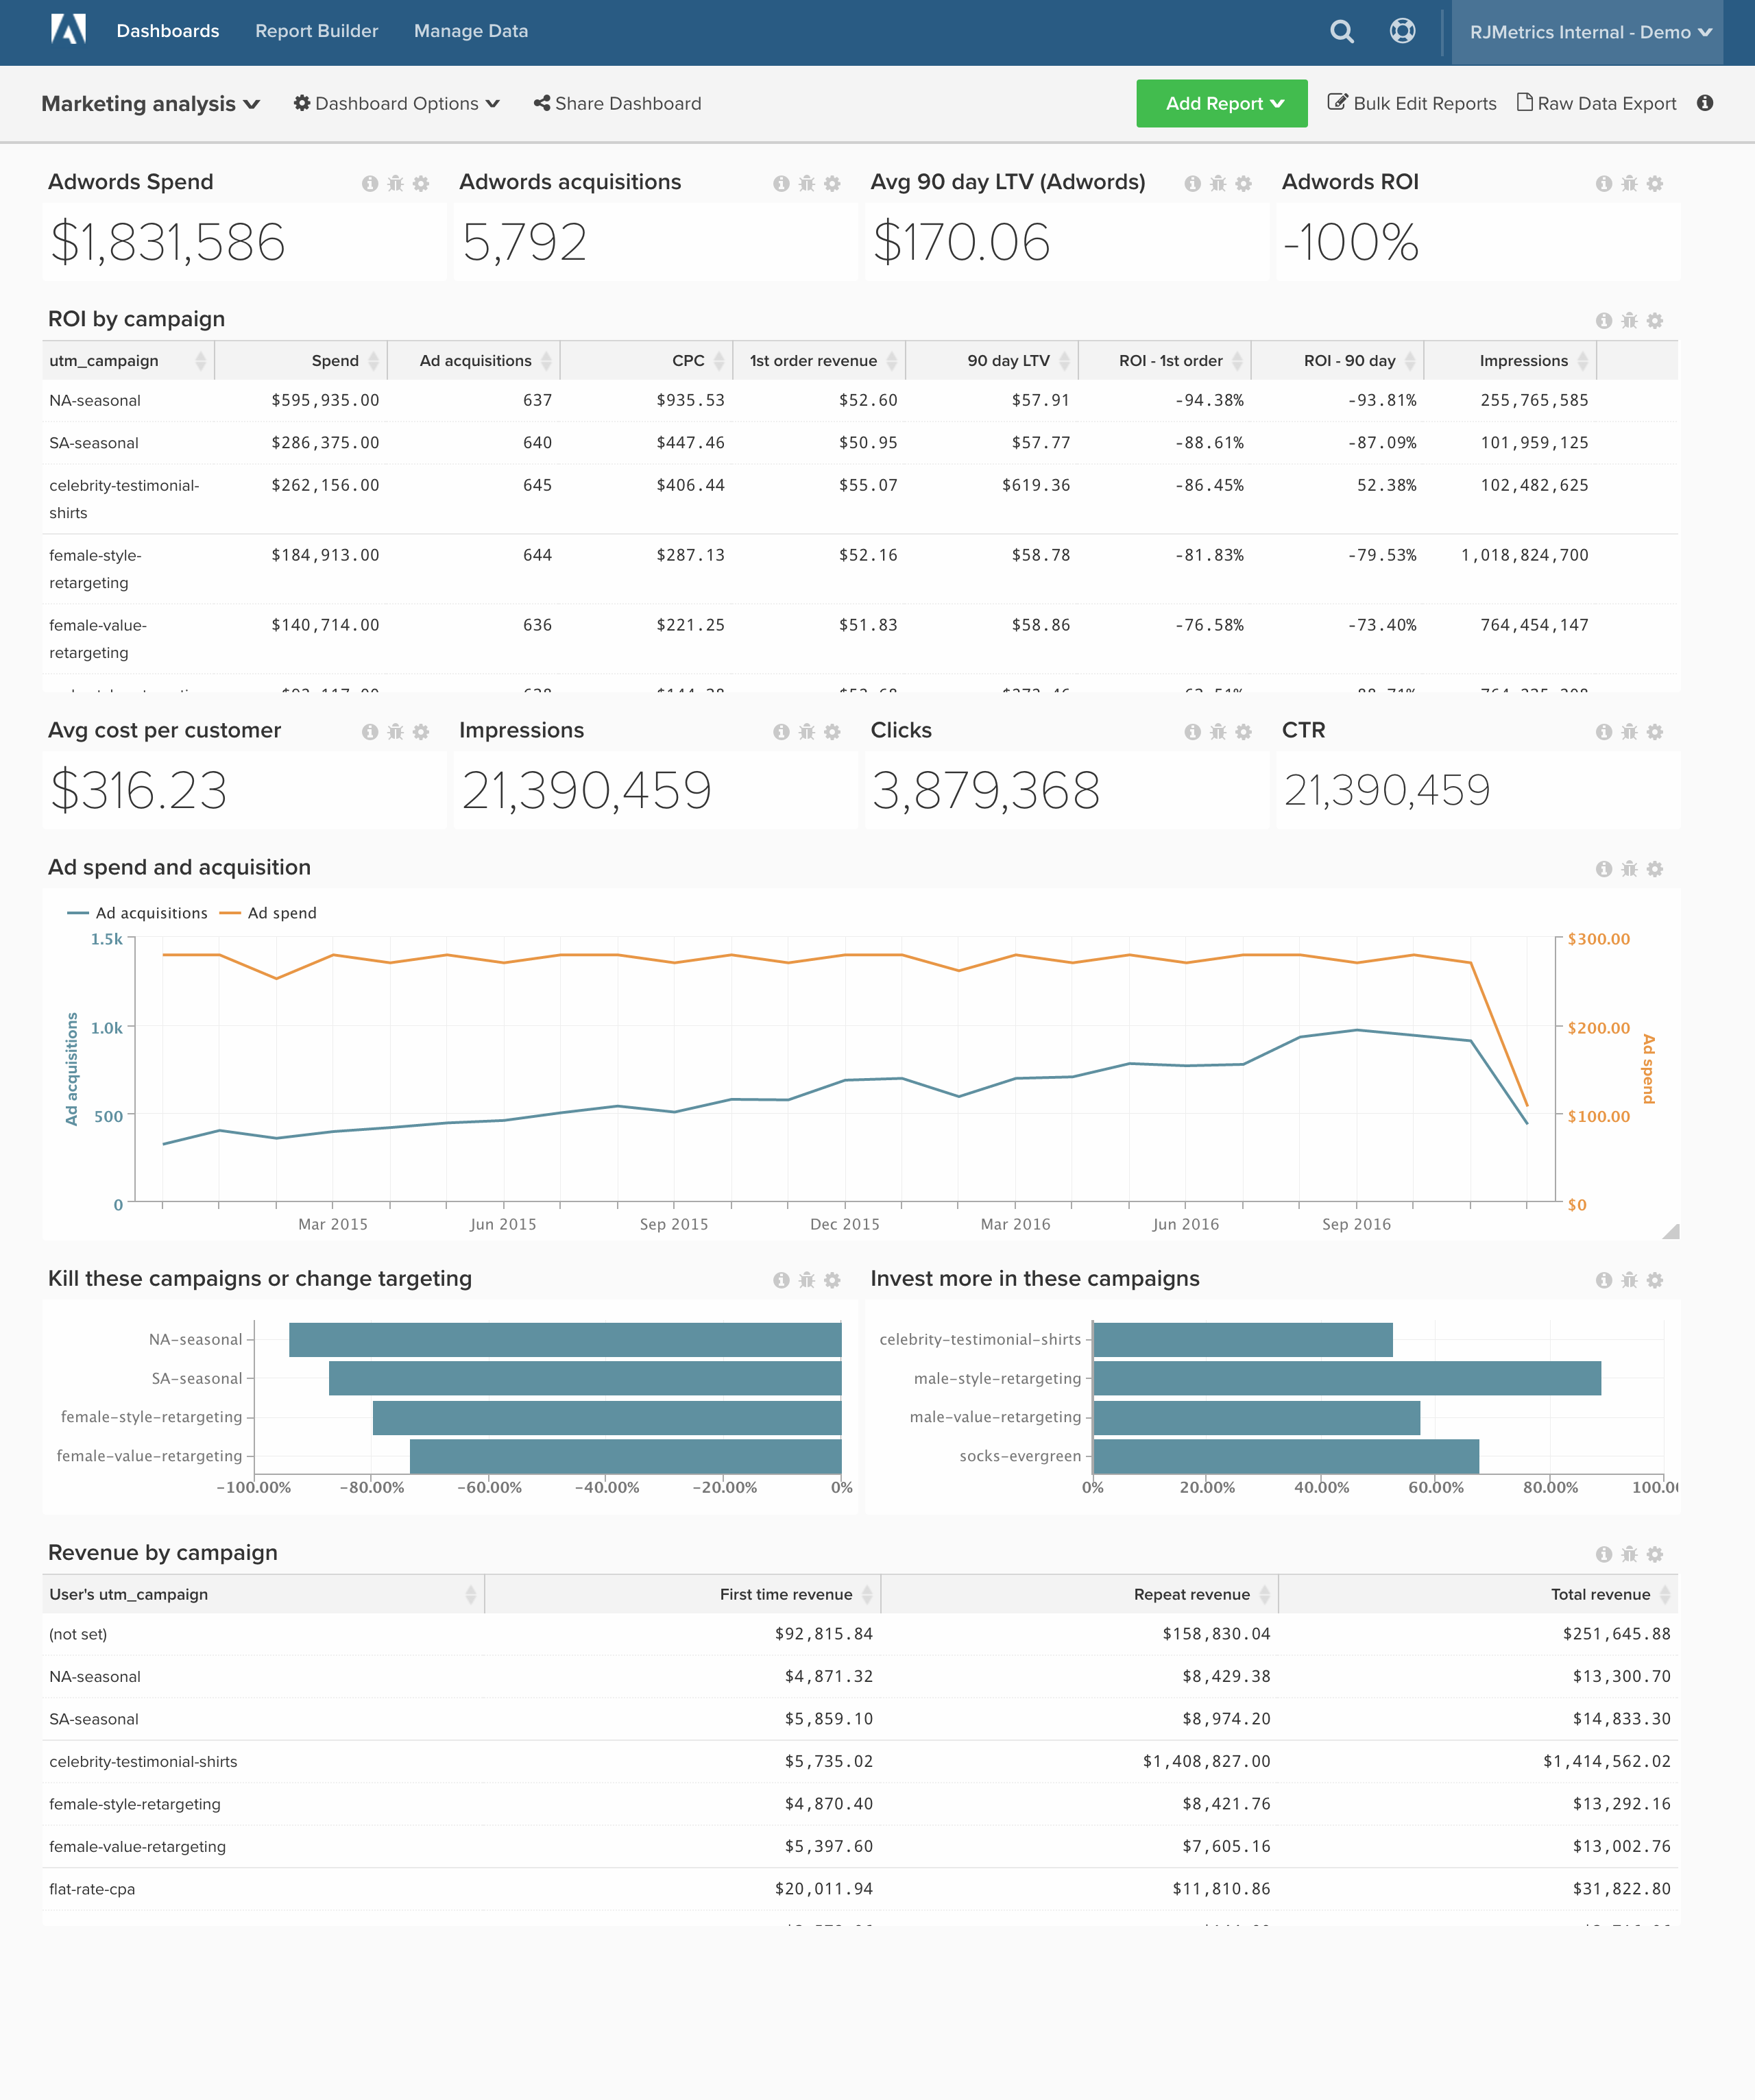 Dashboards Report Builder Manage Data RJMetrics Internal - Demo
Marketing analysis Dashboard Options Share Dashboard Add Report Bulk Edit Reports Raw Data Export
Adwords Spend Adwords acquisitions Avg 90 day LTV (Adwords) Adwords ROI
$1,831,586 5,792 $170.06 -100%
ROI by campaign
utm_campaign Spend Ad acquisitions CPC 1st order revenue 90 day LTV ROI - 1st order ROI - 90 day Impressions
NA-seasonal $595,935.00 637 $935.53 $52.60 $57.91 -94.38% -93.81% 255,765,585
SA-seasonal $286,375.00 640 $447.46 $50.95 $57.77 -88.61% -87.09% 101,959,125
celebrity-testimonial- $262,156.00 645 $406.44 $55.07 $619.36 -86.45% 52.38% 102,482,625
shirts
female-style- $184,913.00 644 $287.13 $52.16 $58.78 -81.83% -79.53% 1,018,824,700
retargeting
female-value- $140,714.00 636 $221.25 $51.83 $58.86 -76.58% -73.40% 764,454,147
retargeting
Avg cost per customer Impressions Clicks CTR
$316.23 21,390,459 3,879,368 21,390,459
Ad spend and acquisition
Ad acquisitions Ad spend
1.5k $300.00
1.0k $200.00
500 $100.00
0 $0
Ad acquisitions
Ad spend
Mar 2015 Jun 2015 Sep 2015 Dec 2015 Mar 2016 Jun 2016 Sep 2016
Kill these campaigns or change targeting
NA-seasonal
SA-seasonal
female-style-retargeting
female-value-retargeting
-100.00% -80.00% -60.00% -40.00% -20.00% 0%
Invest more in these campaigns
celebrity-testimonial-shirts
male-style-retargeting
male-value-retargeting
socks-evergreen
0% 20.00% 40.00% 60.00% 80.00%
Revenue by campaign
User's utm_campaign First time revenue Repeat revenue Total revenue
(not set) $92,815.84 $158,830.04 $251,645.88
NA-seasonal $4,871.32 $8,429.38 $13,300.70
SA-seasonal $5,859.10 $8,974.20 $14,833.30
celebrity-testimonial-shirts $5,735.02 $1,408,827.00 $1,414,562.02
female-style-retargeting $4,870.40 $8,421.76 $13,292.16
female-value-retargeting $5,397.60 $7,605.16 $13,002.76
flat-rate-cpa $20,011.94 $11,810.86 $31,822.80